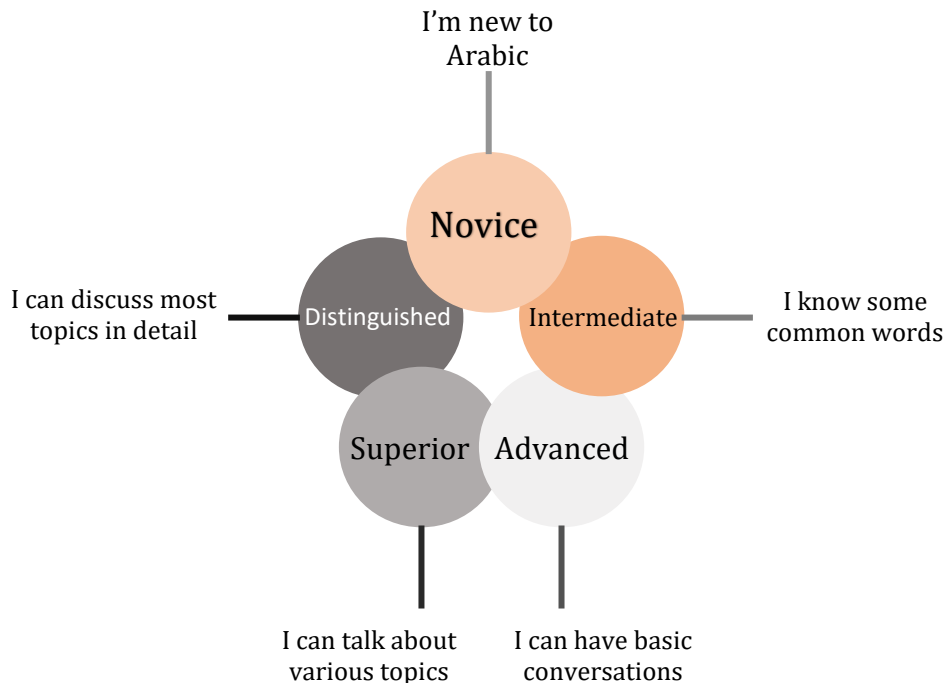 I’m new to
Arabic
Novice
Distinguished
Intermediate
I can discuss most
topics in detail
I know some
common words
Superior
Advanced
I can talk about
various topics
I can have basic
conversations